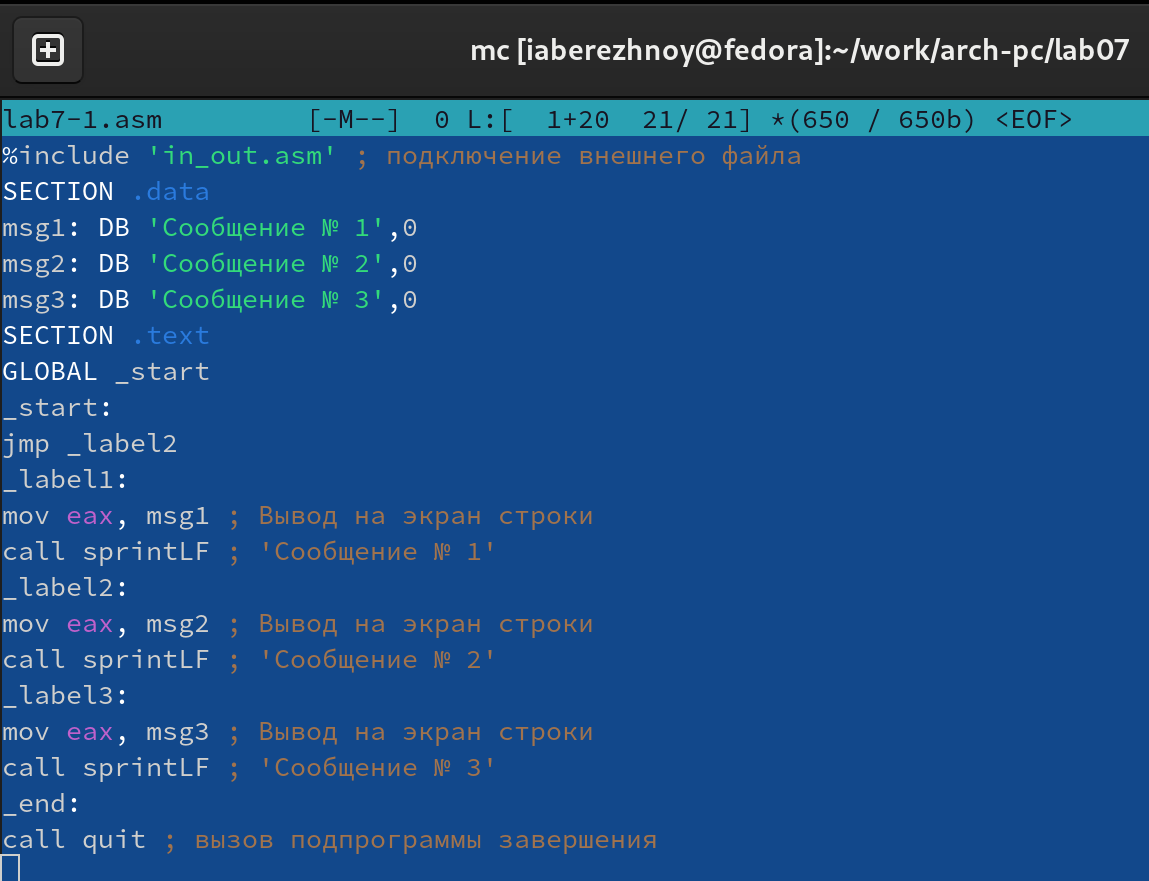 mc [iaberezhnoy@fedora]:~/work/arch-pc/lab07
lab7-1.asm         [-M--]  0 L:[  1+20  21/ 21] *(650 / 650b) <EOF>
%include 'in_out.asm' ; подключение внешнего файла
SECTION .data
msg1: DB 'Сообщение № 1',0
msg2: DB 'Сообщение № 2',0
msg3: DB 'Сообщение № 3',0
SECTION .text
GLOBAL _start
_start:
jmp _label2
_label1:
mov eax, msg1 ; Вывод на экран строки
call sprintLF ; 'Сообщение № 1'
_label2:
mov eax, msg2 ; Вывод на экран строки
call sprintLF ; 'Сообщение № 2'
_label3:
mov eax, msg3 ; Вывод на экран строки
call sprintLF ; 'Сообщение № 3'
_end:
call quit ; вызов подпрограммы завершения